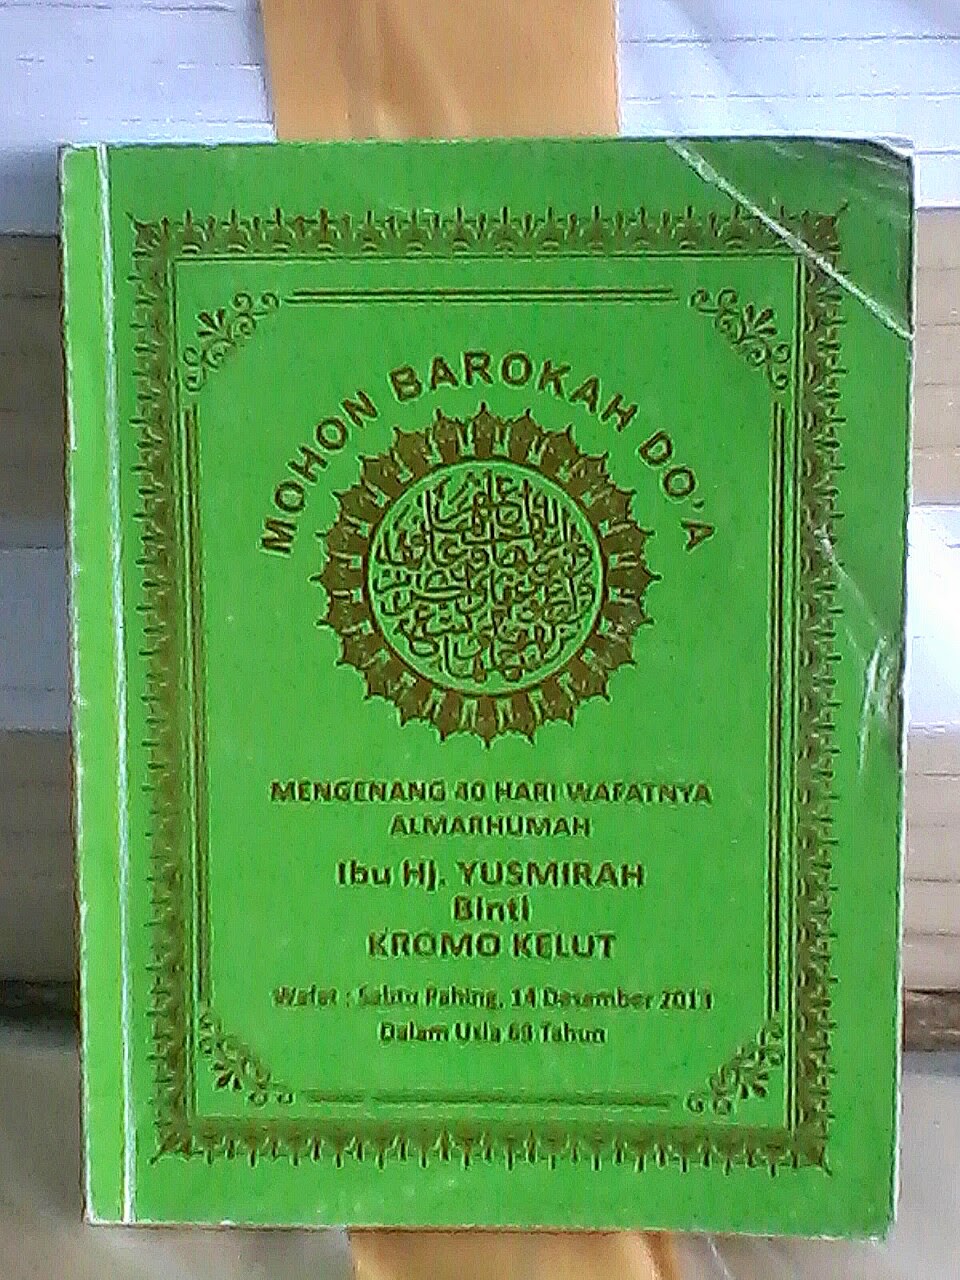 MOHON BAROKAH DO'A
MENGENANG 40 HARI WAFATNYA
ALMARHUMAH
Ibu Hj. YUSMIRAH
Binti
KROMO KELUT
Wafat : Sabtu Pahing, 14 Desember 2013
Dalam Usia 69 Tahun